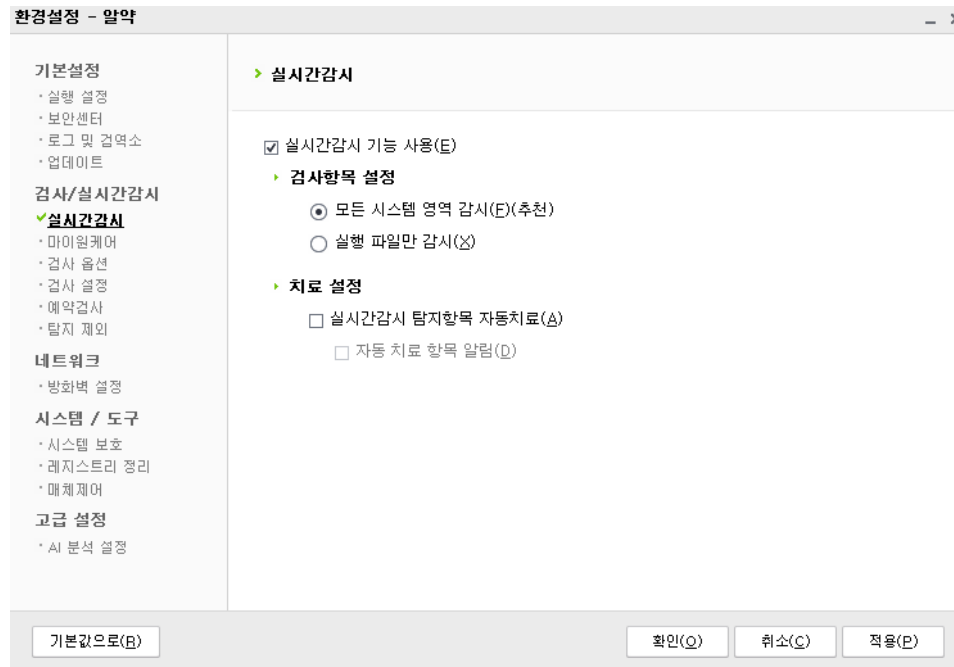 환경설정 - 알약
기본설정
실행 설정
보안센터
로그 및 검역소
업데이트
검사/실시간감시
실시간감시
마이원케어
검사 옵션
검사 설정
예약검사
탐지 제외
네트워크
방화벽 설정
시스템 / 도구
시스템 보호
레지스트리 정리
매체제어
고급 설정
AI 분석 설정
실시간감시
실시간감시 기능 사용(E)
검사항목 설정
모든 시스템 영역 감시(F)(추천)
실행 파일만 감시(X)
치료 설정
실시간감시 탐지항목 자동치료(A)
자동 치료 항목 알림(D)
기본값으로(R)
확인(O)
취소(C)
적용(P)